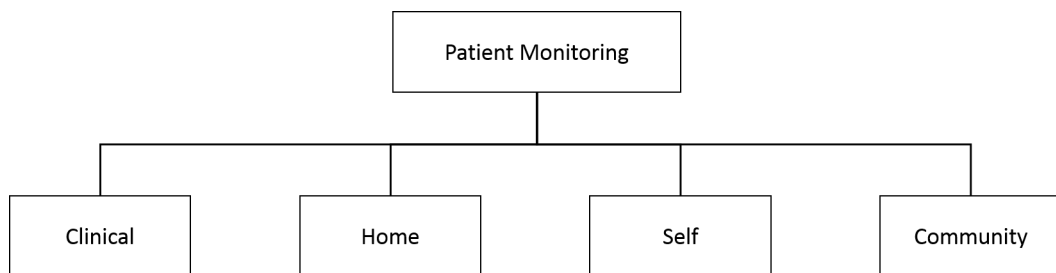 Patient Monitoring
Clinical
Home
Self
Community